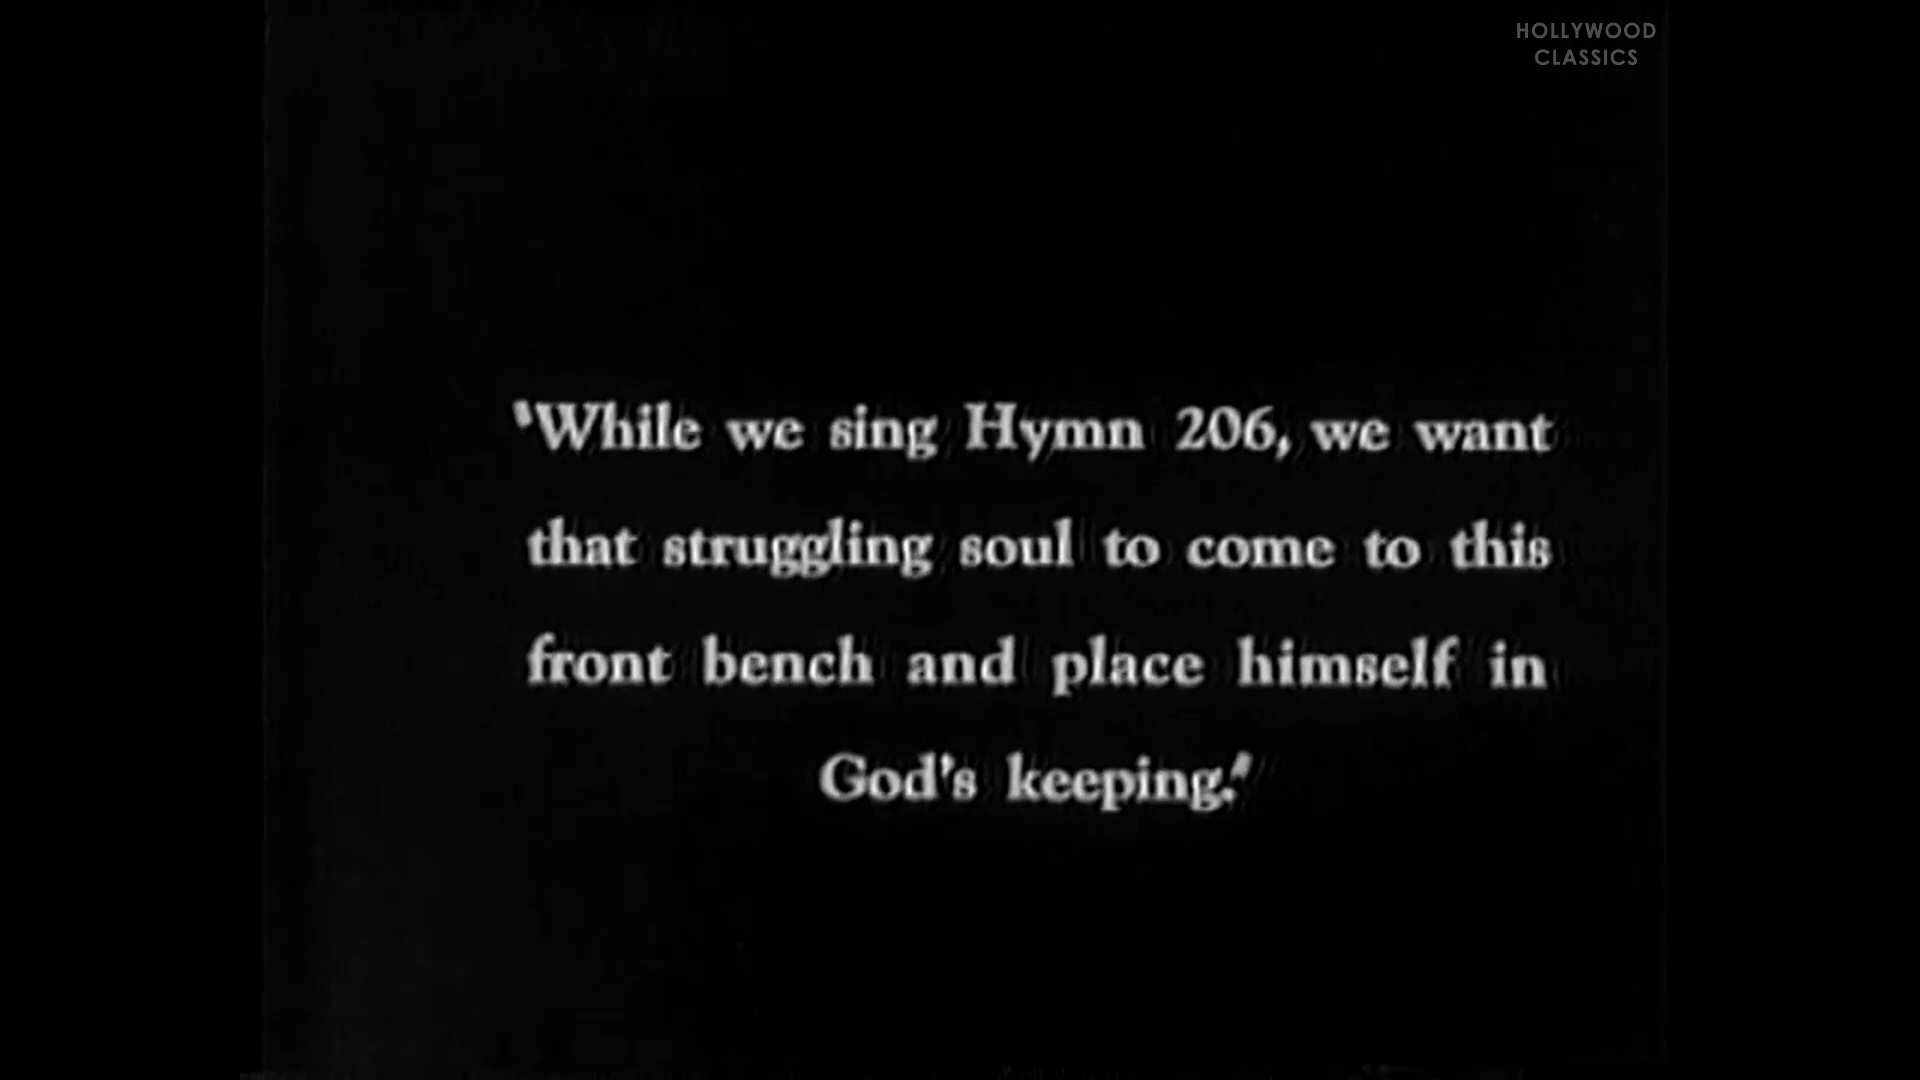 HOLLYWOOD
CLASSICS
"While we sing Hymn 206, we want
that struggling soul to come to this
front bench and place himself in
God's keeping."